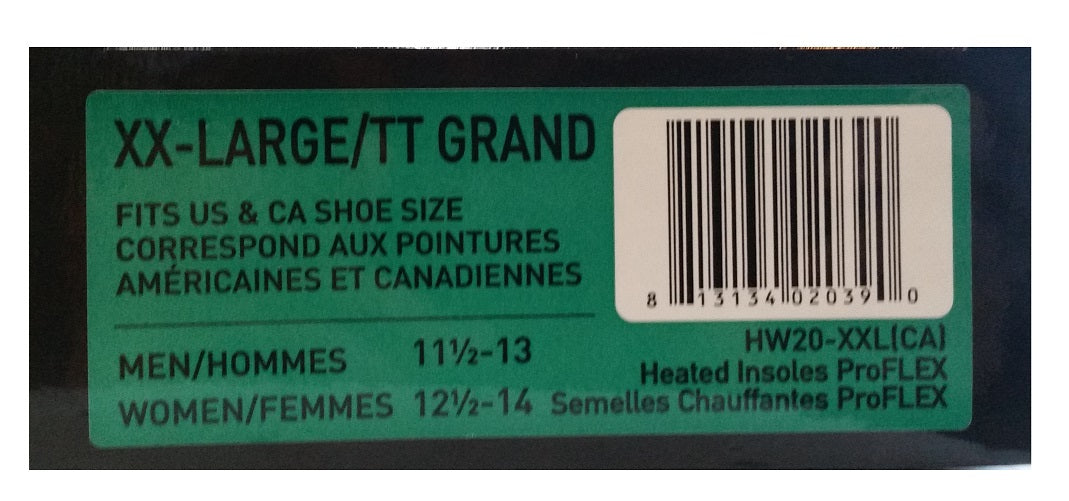 XX-LARGE/TT GRAND
FITS US & CA SHOE SIZE
CORRESPOND AUX POINTURES
AMÉRICAINES ET CANADIENNES
MEN/HOMMES 11½-13
WOMEN/FEMMES 12½-14
8 13134 02039 0
HW20-XXL(CA)
Heated Insoles ProFLEX
Semelles Chauffantes ProFLEX